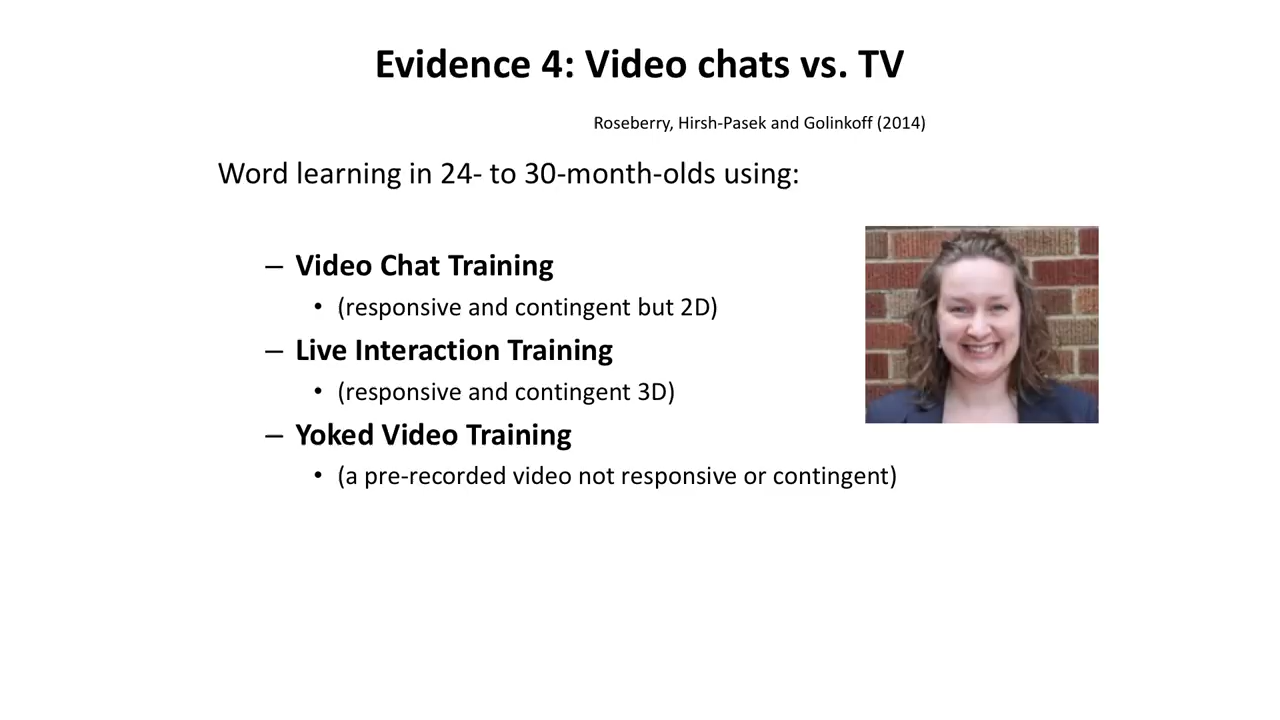 Evidence 4: Video chats vs. TV
Roseberry, Hirsh-Pasek and Golinkoff (2014)
Word learning in 24- to 30-month-olds using:
– Video Chat Training
• (responsive and contingent but 2D)
– Live Interaction Training
• (responsive and contingent 3D)
– Yoked Video Training
• (a pre-recorded video not responsive or contingent)